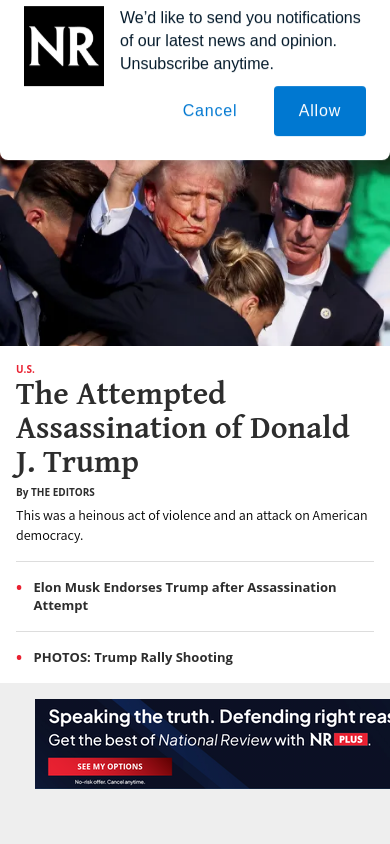 NR
We'd like to send you notifications
of our latest news and opinion.
Unsubscribe anytime.
Cancel
Allow
U.S.
The Attempted
Assassination of Donald
J. Trump
By THE EDITORS
This was a heinous act of violence and an attack on American
democracy.
• Elon Musk Endorses Trump after Assassination
Attempt
• PHOTOS: Trump Rally Shooting
Speaking the truth. Defending right reas
Get the best of National Review with NR PLUS.
SEE MY OPTIONS
No-risk offer. Cancel anytime.